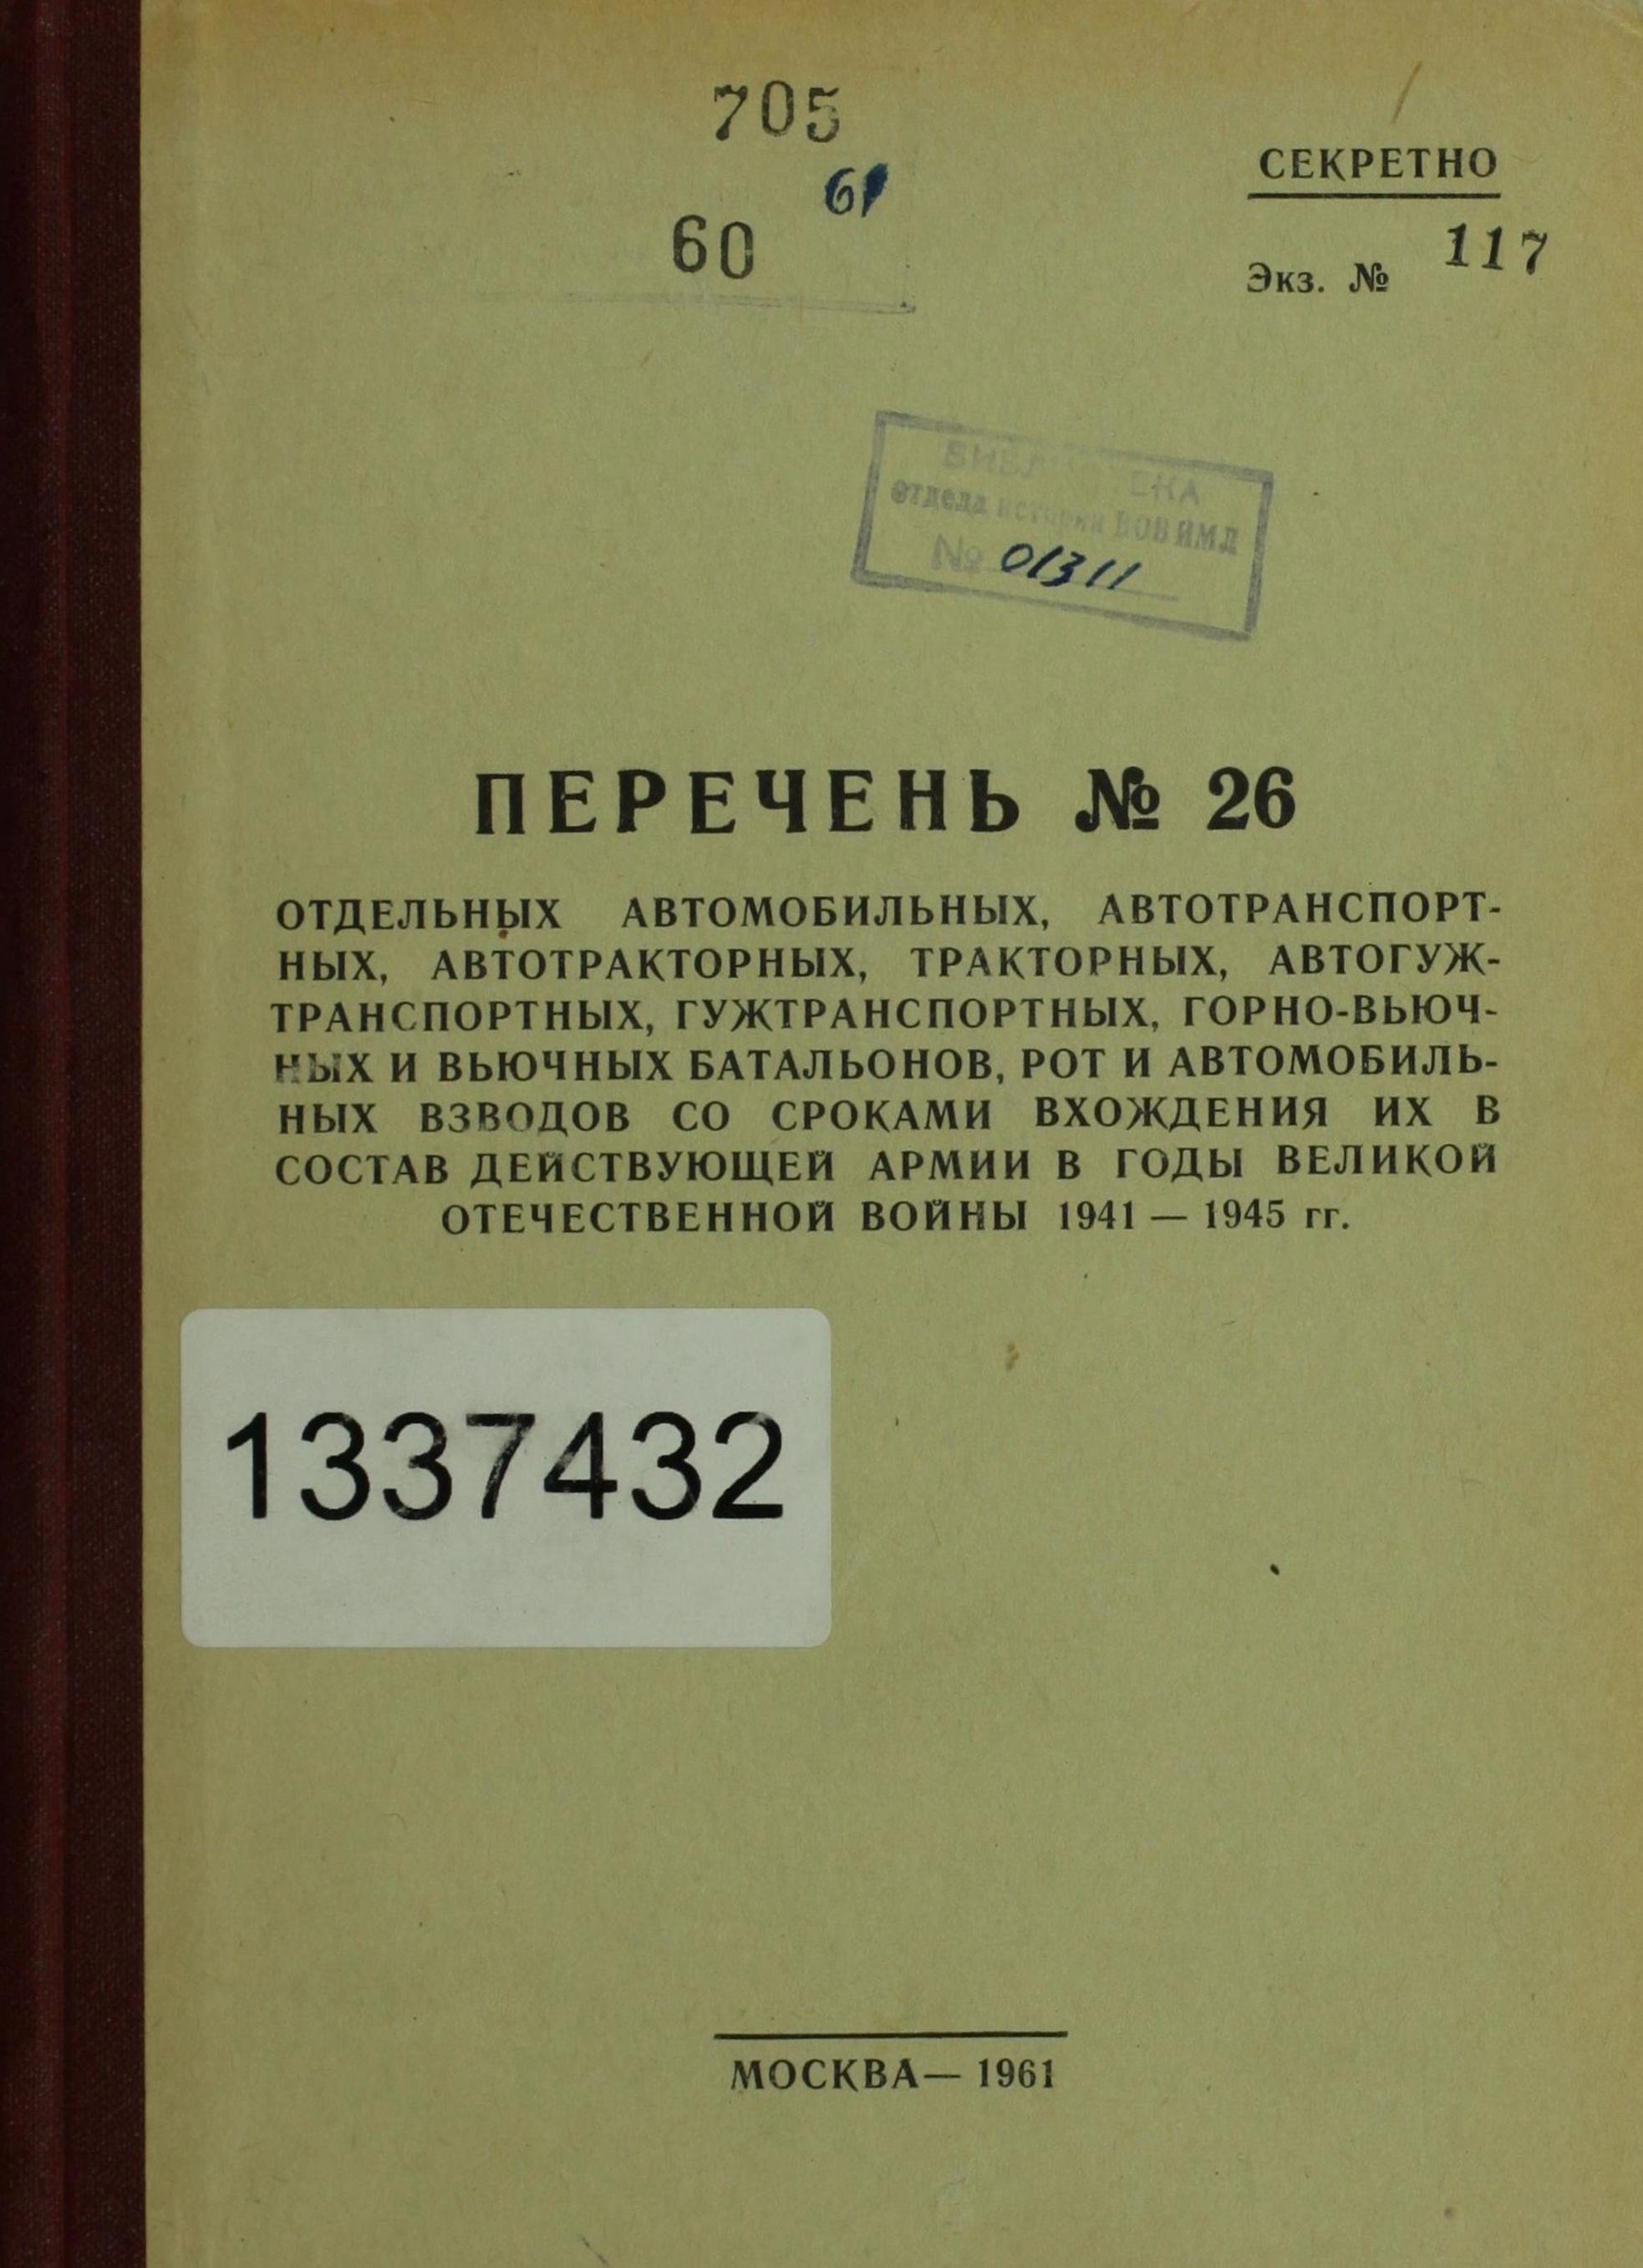 705
61
60
СЕКРЕТНО
Экз. № 117
отдела истории ВОВ ИМЛ
№ 01311
ПЕРЕЧЕНЬ № 26
ОТДЕЛЬНЫХ АВТОМОБИЛЬНЫХ, АВТОТРАНСПОРТ-
НЫХ, АВТОТРАКТОРНЫХ, ТРАКТОРНЫХ, АВТОГУЖ-
ТРАНСПОРТНЫХ, ГУЖТРАНСПОРТНЫХ, ГОРНО-ВЬЮЧ-
НЫХ И ВЬЮЧНЫХ БАТАЛЬОНОВ, РОТ И АВТОМОБИЛЬ-
НЫХ ВЗВОДОВ СО СРОКАМИ ВХОЖДЕНИЯ ИХ В
СОСТАВ ДЕЙСТВУЮЩЕЙ АРМИИ В ГОДЫ ВЕЛИКОЙ
ОТЕЧЕСТВЕННОЙ ВОЙНЫ 1941 — 1945 гг.
1337432
МОСКВА — 1961